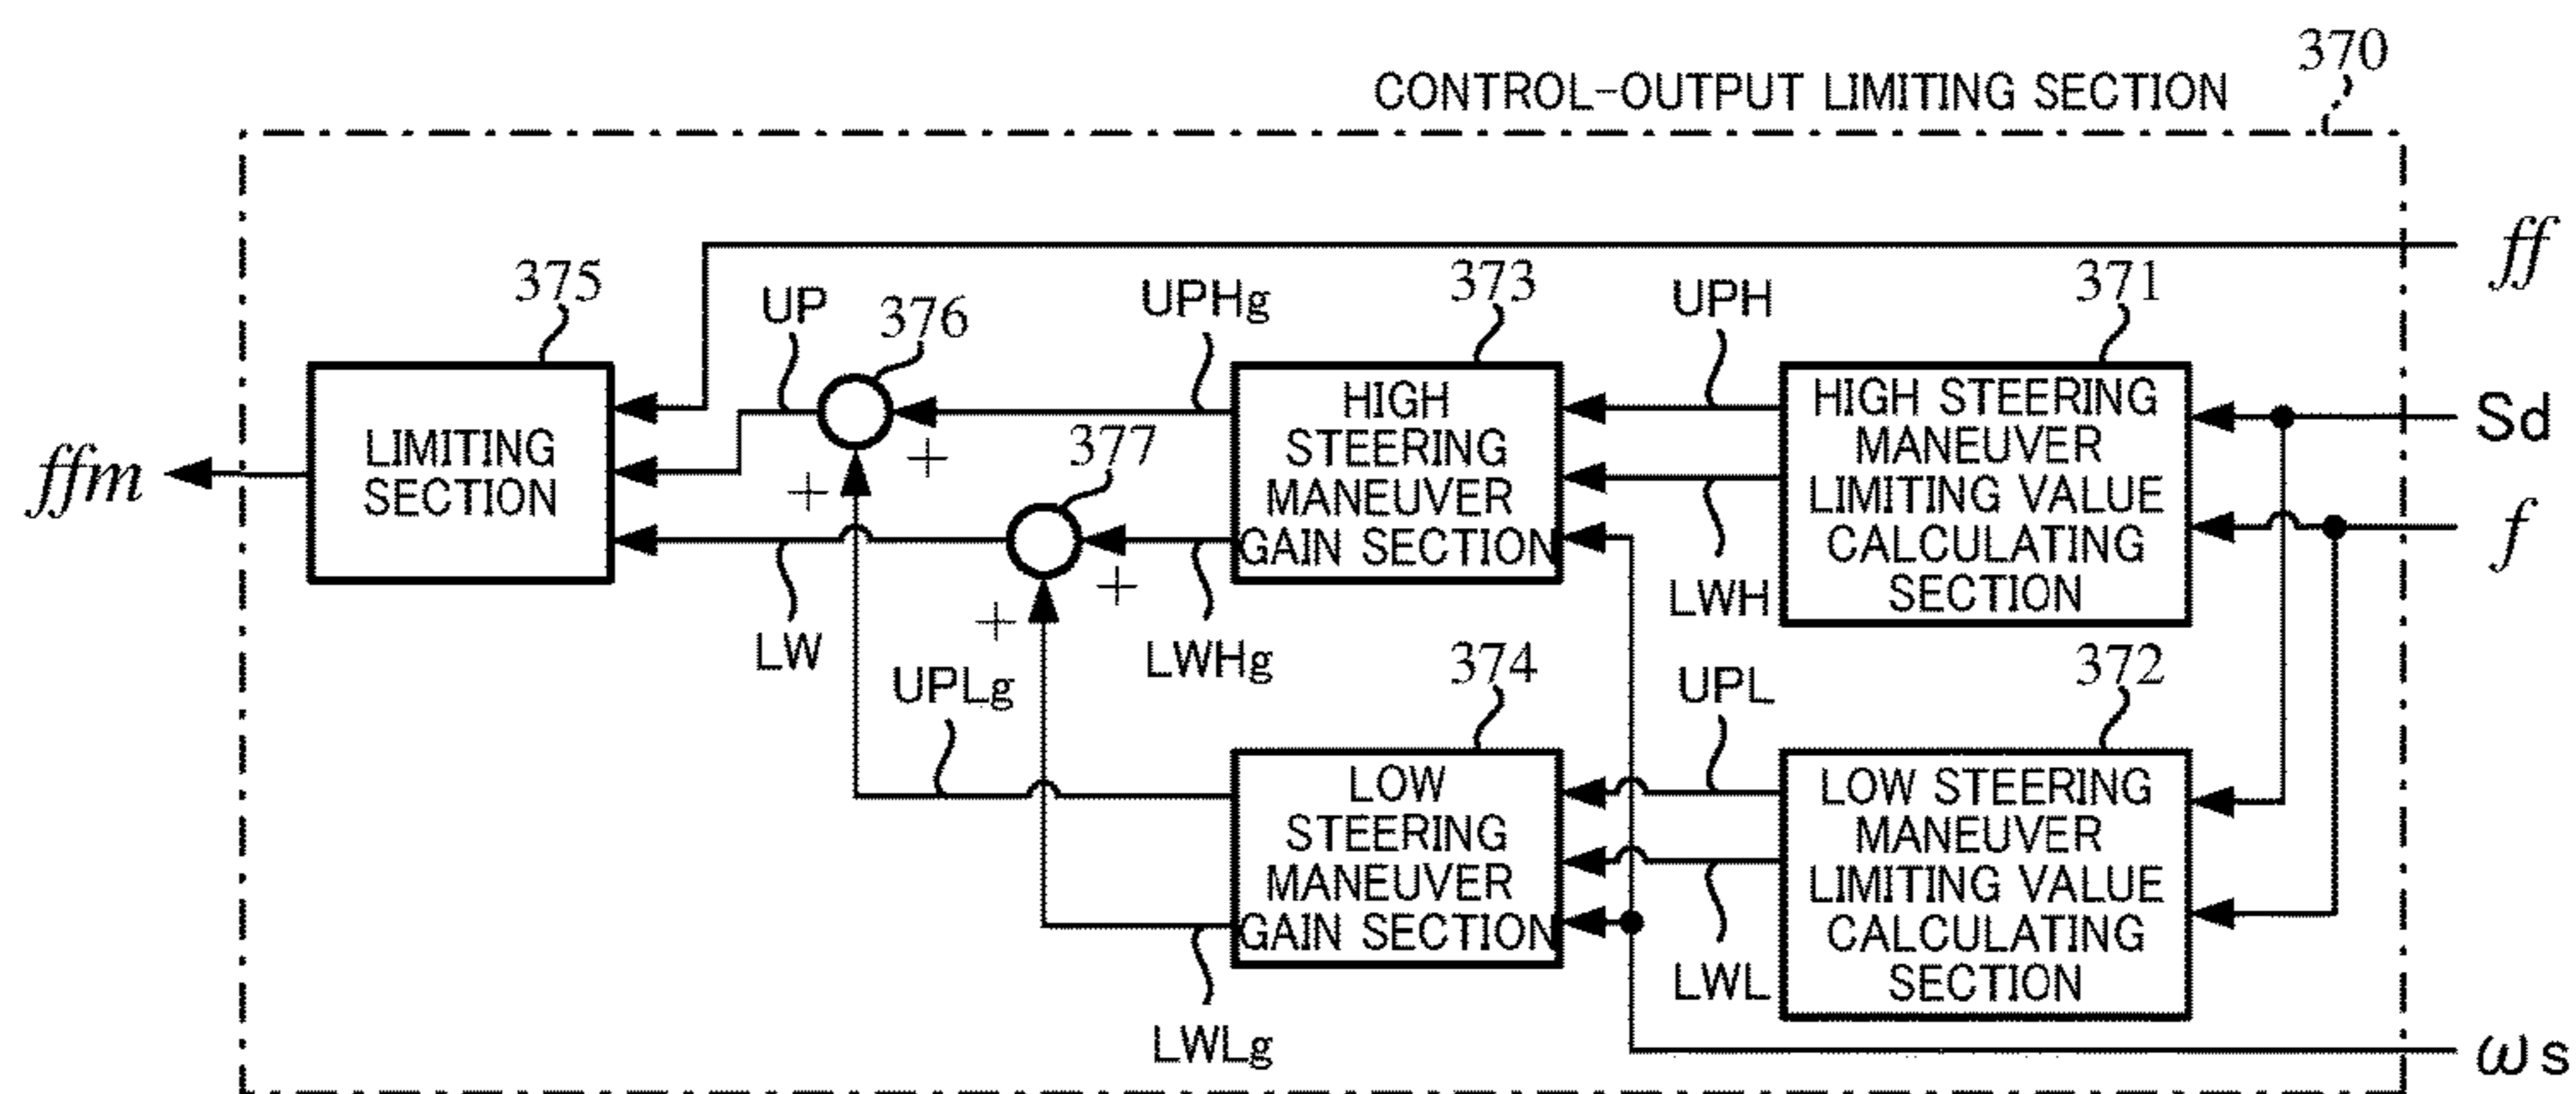 370
CONTROL-OUTPUT LIMITING SECTION
ff
375
UP
376
UPHg
373
UPH
371
Sd
f
ffm
LIMITING
SECTION
+
+
377
HIGH
STEERING
MANEUVER
GAIN SECTION
HIGH STEERING
MANEUVER
LIMITING VALUE
CALCULATING
SECTION
+
+
LW
LWHg
LWH
UPLg
374
UPL
372
LOW
STEERING
MANEUVER
GAIN SECTION
LOW STEERING
MANEUVER
LIMITING VALUE
CALCULATING
SECTION
LWLg
LWL
ωs